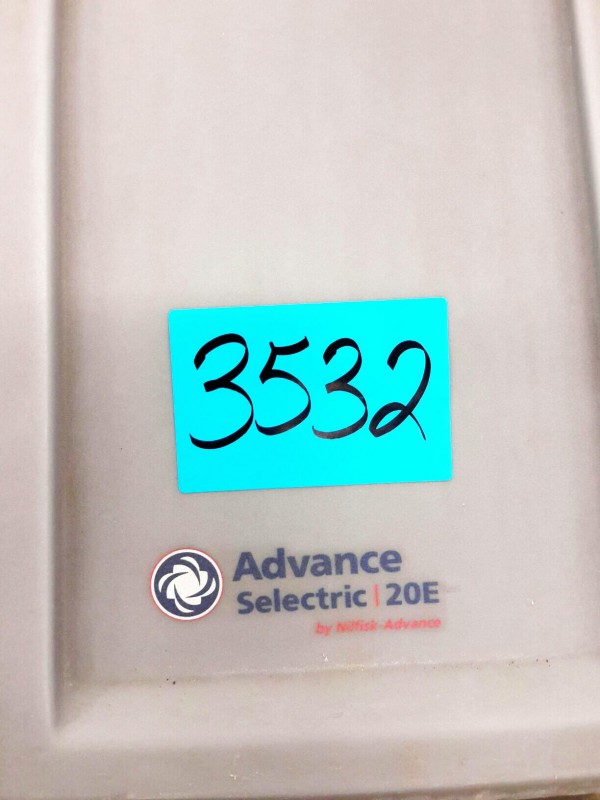 3532
Advance
Selectric | 20E
by Nilfisk-Advance